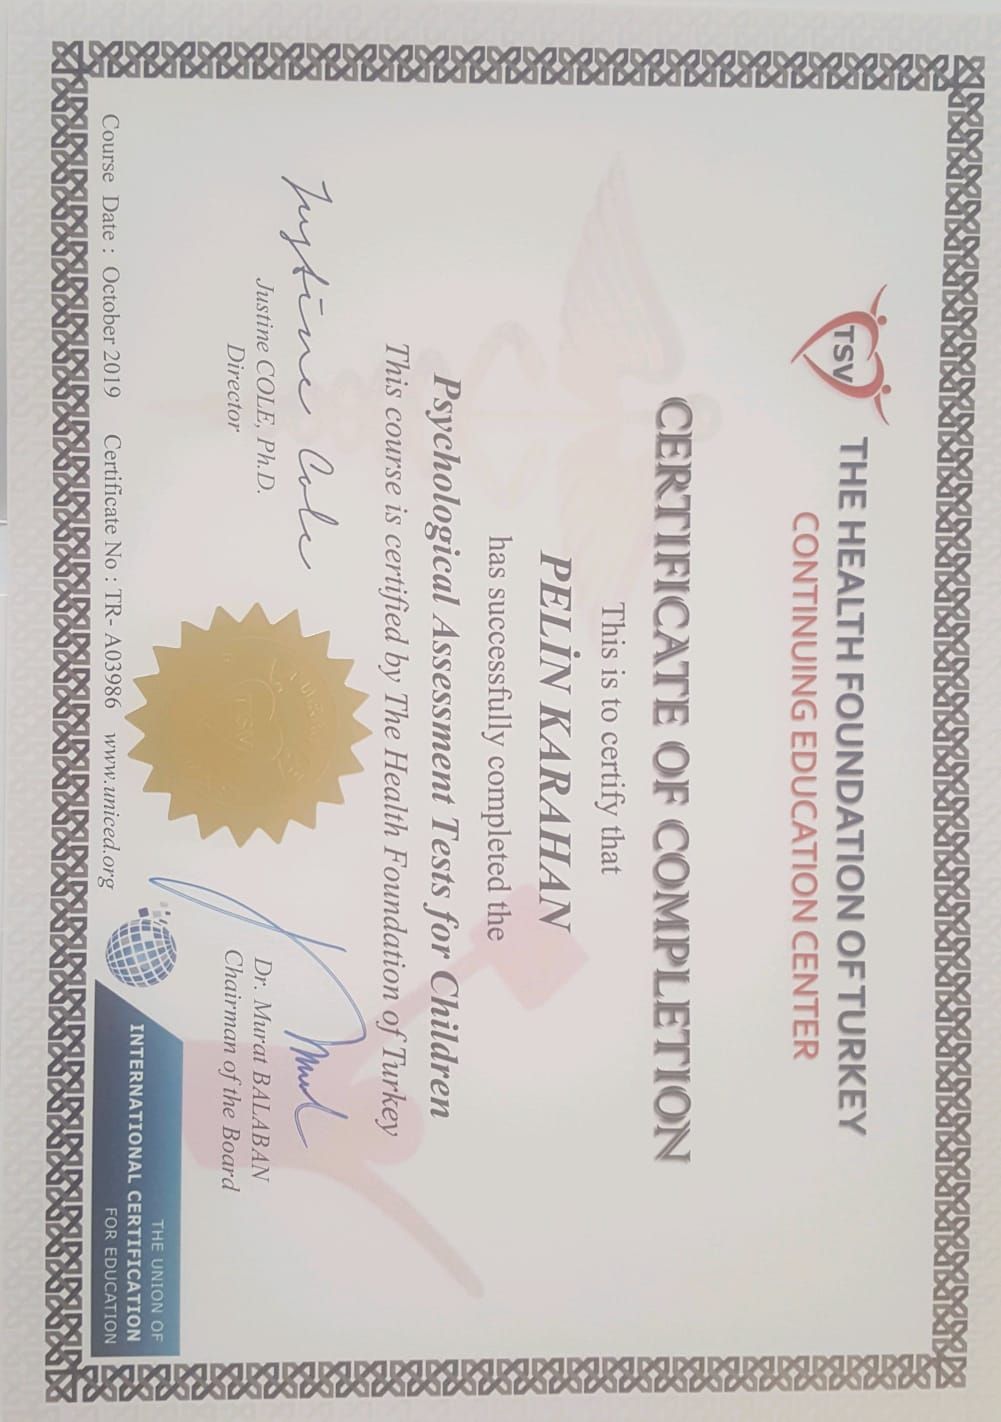 TSV
THE HEALTH FOUNDATION OF TURKEY
CONTINUING EDUCATION CENTER
CERTIFICATE OF COMPLETION
This is to certify that
PELİN KARAHAN
has successfully completed the
Psychological Assessment Tests for Children
This course is certified by The Health Foundation of Turkey
Justine Cole
Justine COLE, Ph.D.
Director
TSV
Dr. Murat BALABAN
Chairman of the Board
Course Date : October 2019 Certificate No : TR- A03986 www.uniced.org
THE UNION OF
INTERNATIONAL CERTIFICATION
FOR EDUCATION